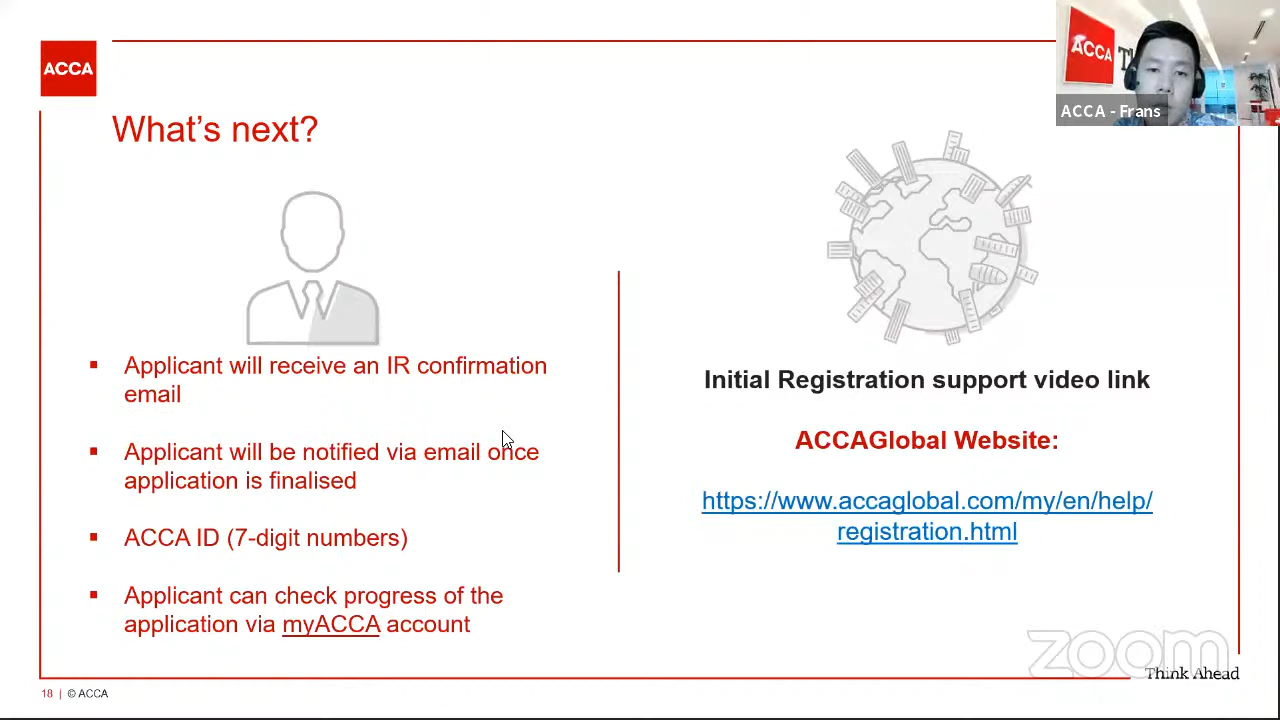 ACCA
What's next?
ACCA
ACCA - Frans
Applicant will receive an IR confirmation
email
Applicant will be notified via email once
application is finalised
ACCA ID (7-digit numbers)
Applicant can check progress of the
application via myACCA account
Initial Registration support video link
ACCAGlobal Website:
https://www.accaglobal.com/my/en/help/
registration.html
zoom
Think Ahead
18 | © ACCA